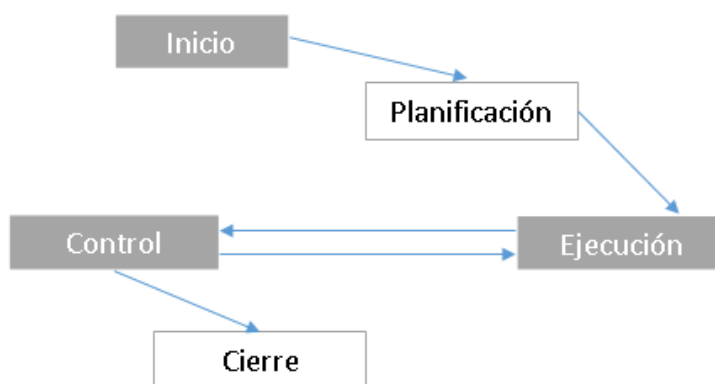 Inicio
Planificación
Control
Ejecución
Cierre